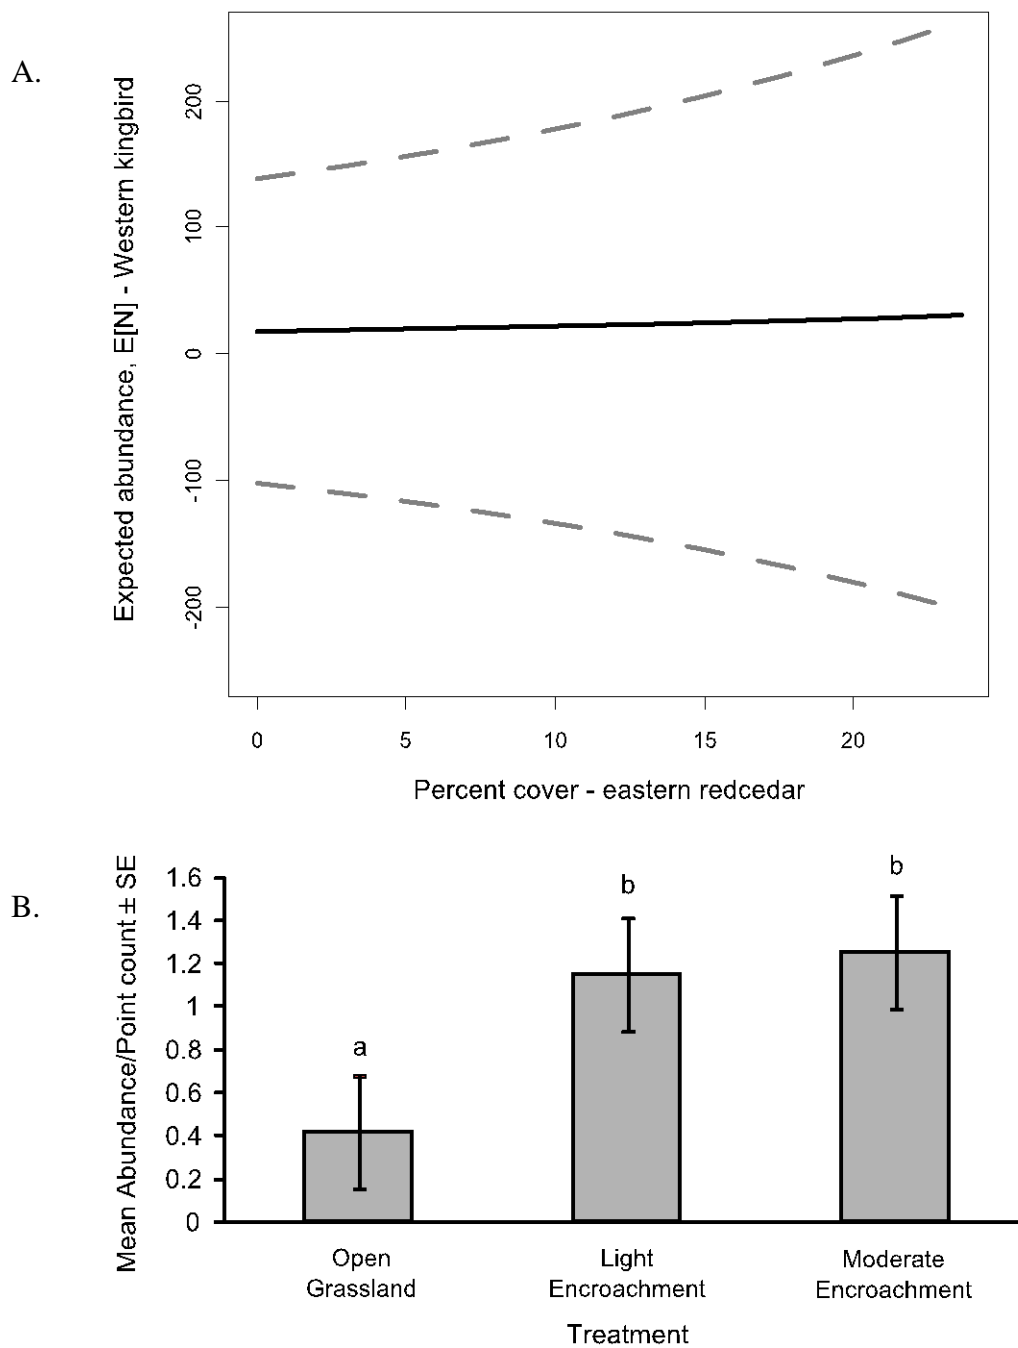 A.
Expected abundance, E[N] - Western kingbird
200
100
0
-100
-200
0 5 10 15 20
Percent cover - eastern redcedar
B.
Mean Abundance/Point count ± SE
1.6
1.4
1.2
1
0.8
0.6
0.4
0.2
0
a
b
b
Open
Grassland
Light
Encroachment
Moderate
Encroachment
Treatment